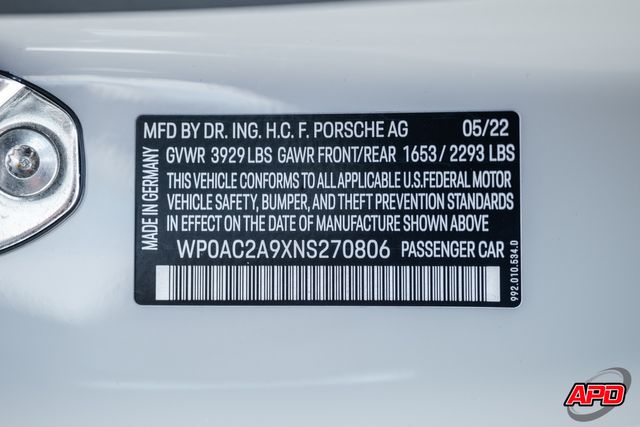 MFD BY DR. ING. H.C. F. PORSCHE AG 05/22
GVWR 3929 LBS GAWR FRONT/REAR 1653 / 2293 LBS
THIS VEHICLE CONFORMS TO ALL APPLICABLE U.S.FEDERAL MOTOR
VEHICLE SAFETY, BUMPER, AND THEFT PREVENTION STANDARDS
IN EFFECT ON THE DATE OF MANUFACTURE SHOWN ABOVE
WP0AC2A9XNS270806 PASSENGER CAR
MADE IN GERMANY
992.010.534.D
APD